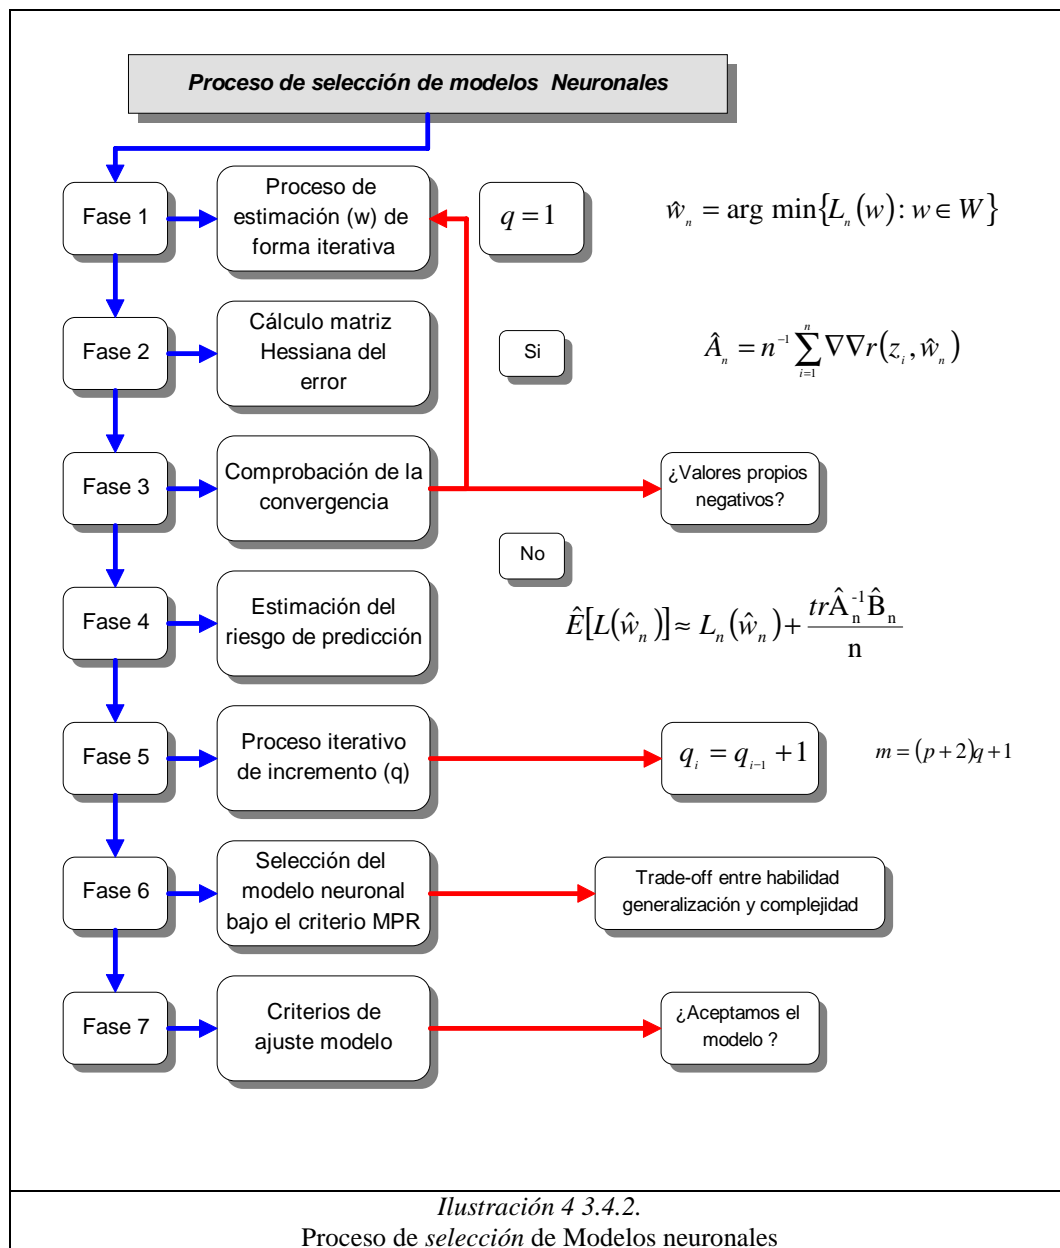 Proceso de selección de modelos Neuronales
Fase 1
Proceso de
estimación (w) de
forma iterativa
q = 1
ŵₙ = arg min{Lₙ(w): w ∈ W}
Fase 2
Cálculo matriz
Hessiana del
error
Si
Âₙ = n⁻¹ ∑ⁿᵢ₌₁ ∇∇r(zᵢ, ŵₙ)
Fase 3
Comprobación de la
convergencia
¿Valores propios
negativos?
No
Fase 4
Estimación del
riesgo de predicción
Ê[L(ŵₙ)] ≈ Lₙ(ŵₙ) + trÂₙ⁻¹B̂ₙ / n
Fase 5
Proceso iterativo
de incremento (q)
qᵢ = qᵢ₋₁ + 1
m = (p + 2)q + 1
Fase 6
Selección del
modelo neuronal
bajo el criterio MPR
Trade-off entre habilidad
generalización y complejidad
Fase 7
Criterios de
ajuste modelo
¿Aceptamos el
modelo ?
Ilustración 4 3.4.2.
Proceso de selección de Modelos neuronales